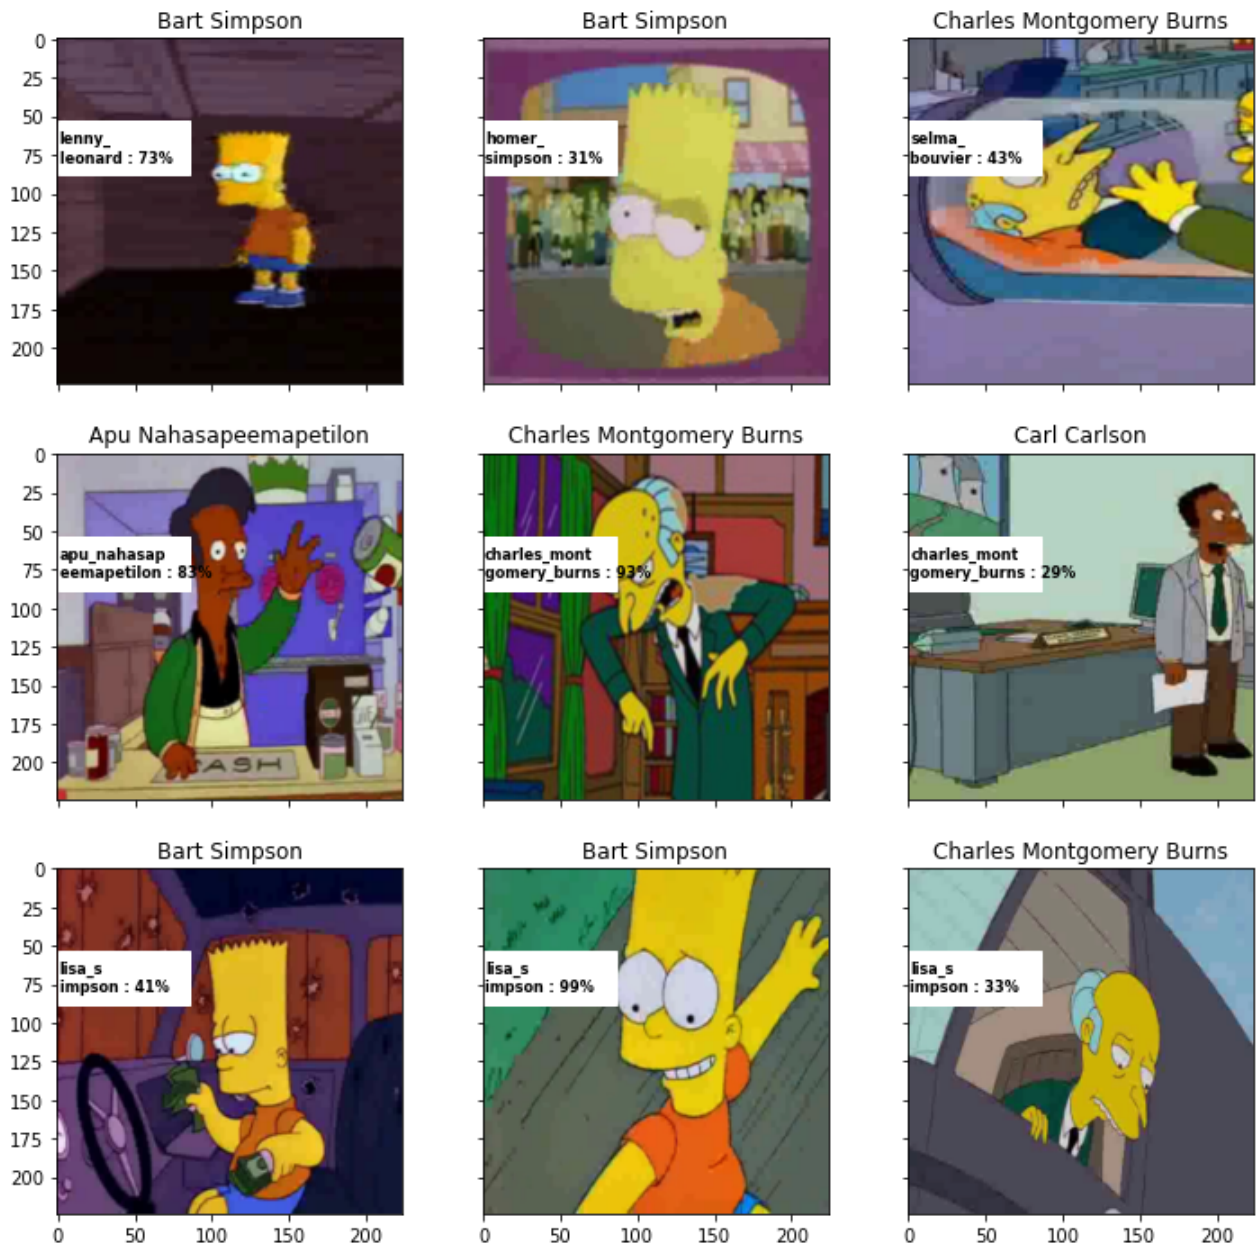 Bart Simpson
Bart Simpson
Charles Montgomery Burns
0
25
50
75
100
125
150
175
200
lenny_
leonard : 73%
homer_
simpson : 31%
selma_
bouvier : 43%
Apu Nahasapeemapetilon
Charles Montgomery Burns
Carl Carlson
0
25
50
75
100
125
150
175
200
apu_nahasap
eemapetilon : 83%
charles_mont
gomery_burns : 93%
charles_mont
gomery_burns : 29%
CASH
Bart Simpson
Bart Simpson
Charles Montgomery Burns
0
25
50
75
100
125
150
175
200
lisa_s
impson : 41%
lisa_s
impson : 99%
lisa_s
impson : 33%
0 50 100 150 200
0 50 100 150 200
0 50 100 150 200